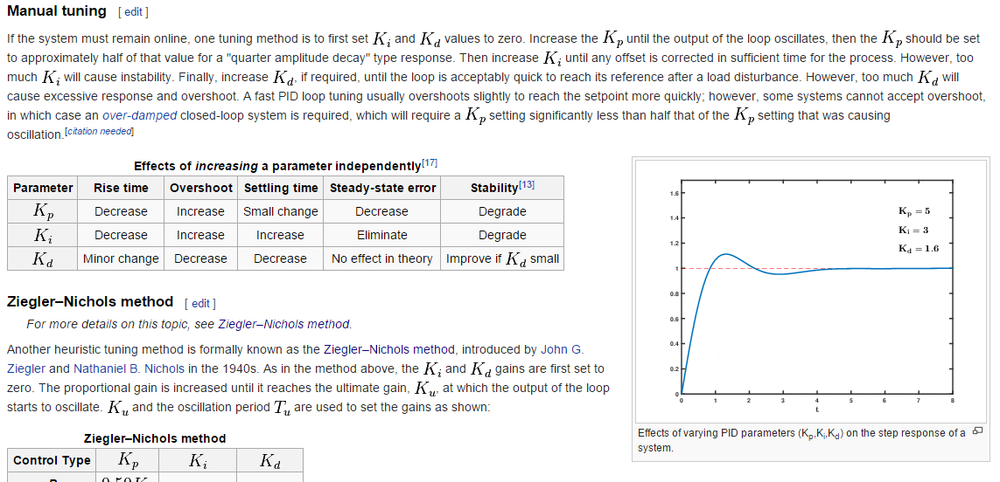 Manual tuning [ edit ]
If the system must remain online, one tuning method is to first set K_i and K_d values to zero. Increase the K_p until the output of the loop oscillates, then the K_p should be set
to approximately half of that value for a "quarter amplitude decay" type response. Then increase K_i until any offset is corrected in sufficient time for the process. However, too
much K_i will cause instability. Finally, increase K_d, if required, until the loop is acceptably quick to reach its reference after a load disturbance. However, too much K_d will
cause excessive response and overshoot. A fast PID loop tuning usually overshoots slightly to reach the setpoint more quickly; however, some systems cannot accept overshoot,
in which case an over-damped closed-loop system is required, which will require a K_p setting significantly less than half that of the K_p setting that was causing
oscillation.[citation needed]
Effects of increasing a parameter independently[17]
Parameter Rise time Overshoot Settling time Steady-state error Stability[13]
K_p Decrease Increase Small change Decrease Degrade
K_i Decrease Increase Increase Eliminate Degrade
K_d Minor change Decrease Decrease No effect in theory Improve if K_d small
Ziegler–Nichols method [ edit ]
For more details on this topic, see Ziegler–Nichols method.
Another heuristic tuning method is formally known as the Ziegler–Nichols method, introduced by John G.
Ziegler and Nathaniel B. Nichols in the 1940s. As in the method above, the K_i and K_d gains are first set to
zero. The proportional gain is increased until it reaches the ultimate gain, K_u, at which the output of the loop
starts to oscillate. K_u and the oscillation period T_u are used to set the gains as shown:
Ziegler–Nichols method
Control Type K_p K_i K_d
1.6
1.4
1.2
1
0.8
0.6
0.4
0.2
0
K_p = 5
K_i = 3
K_d = 1.6
0 1 2 3 4 5 6 7 8
t
Effects of varying PID parameters (K_p,K_i,K_d) on the step response of a
system.